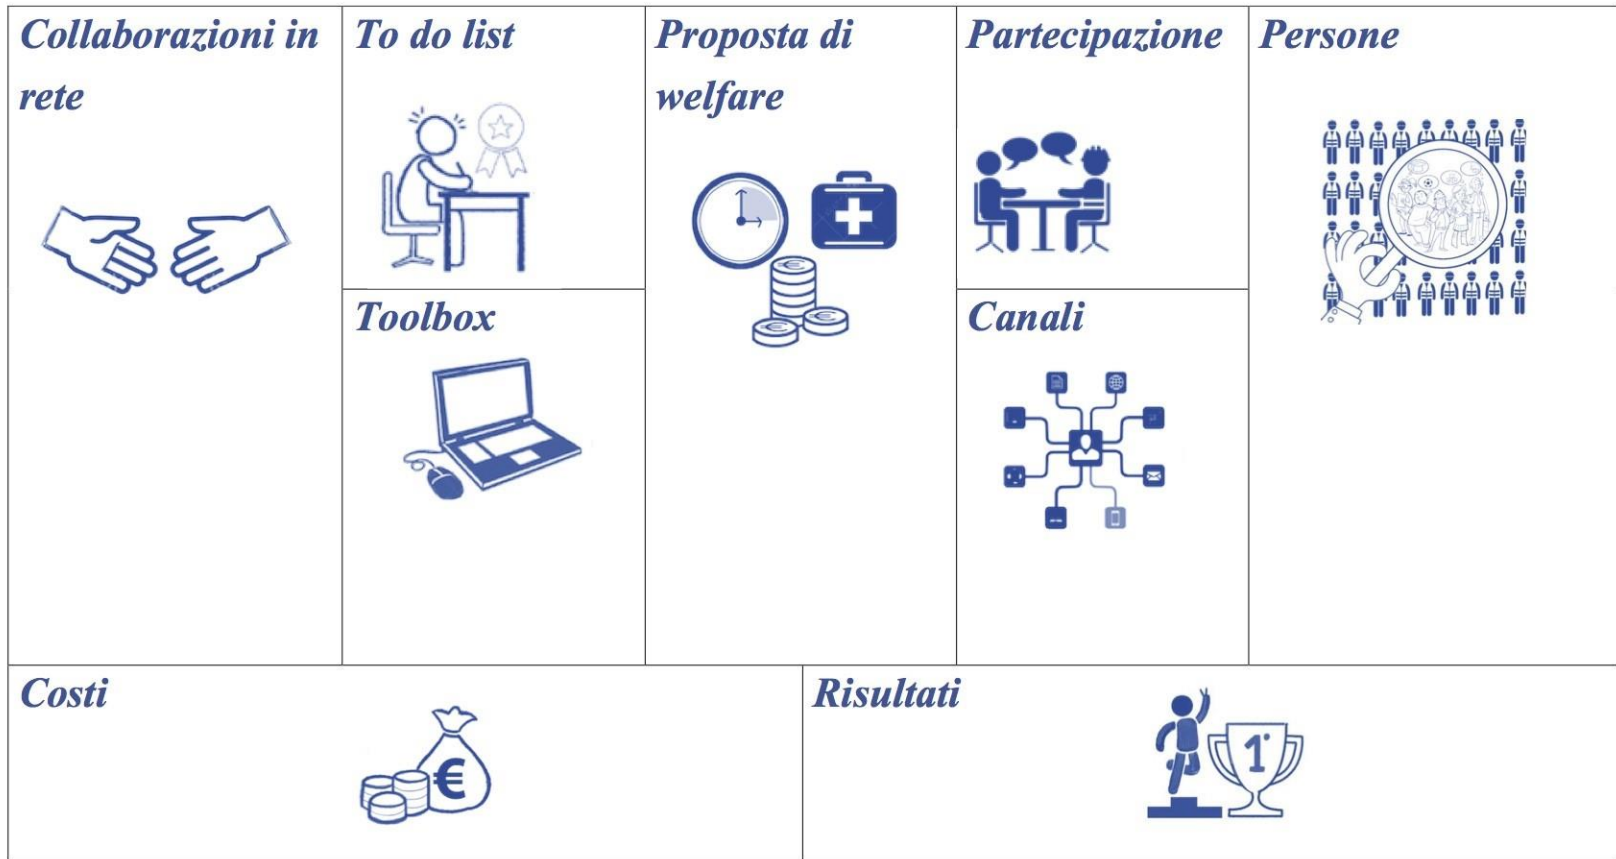 Collaborazioni in
rete
To do list
Toolbox
Proposta di
welfare
Partecipazione
Canali
Persone
Costi
€
Risultati
1°